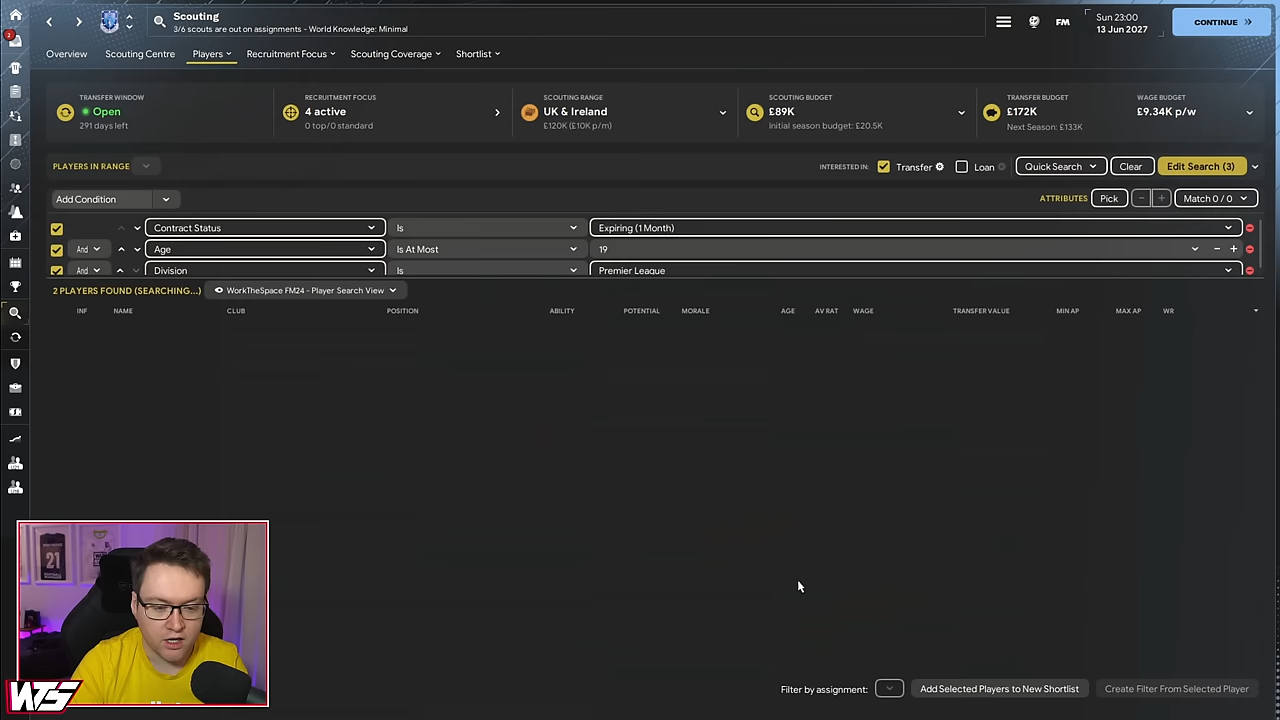 Scouting
3/6 scouts are out on assignments - World Knowledge: Minimal
FM
Sun 23:00
13 Jun 2027
CONTINUE
2
Overview
Scouting Centre
Players
Recruitment Focus
Scouting Coverage
Shortlist
TRANSFER WINDOW
Open
291 days left
RECRUITMENT FOCUS
4 active
0 top/0 standard
SCOUTING RANGE
UK & Ireland
£120K (£10K p/m)
SCOUTING BUDGET
£89K
Initial season budget: £20.5K
TRANSFER BUDGET
£172K
Next Season: £133K
WAGE BUDGET
£9.34K p/w
PLAYERS IN RANGE
INTERESTED IN:
Transfer
Loan
Quick Search
Clear
Edit Search (3)
Add Condition
ATTRIBUTES
Pick
Match 0 / 0
Contract Status Is Expiring (1 Month)
And Age Is At Most 19
And Division Is Premier League
2 PLAYERS FOUND (SEARCHING...)
WorkTheSpace FM24 - Player Search View
INF NAME CLUB POSITION ABILITY POTENTIAL MORALE AGE AV RAT WAGE TRANSFER VALUE MIN AP MAX AP WR
21
WTS
Filter by assignment:
Add Selected Players to New Shortlist
Create Filter From Selected Player